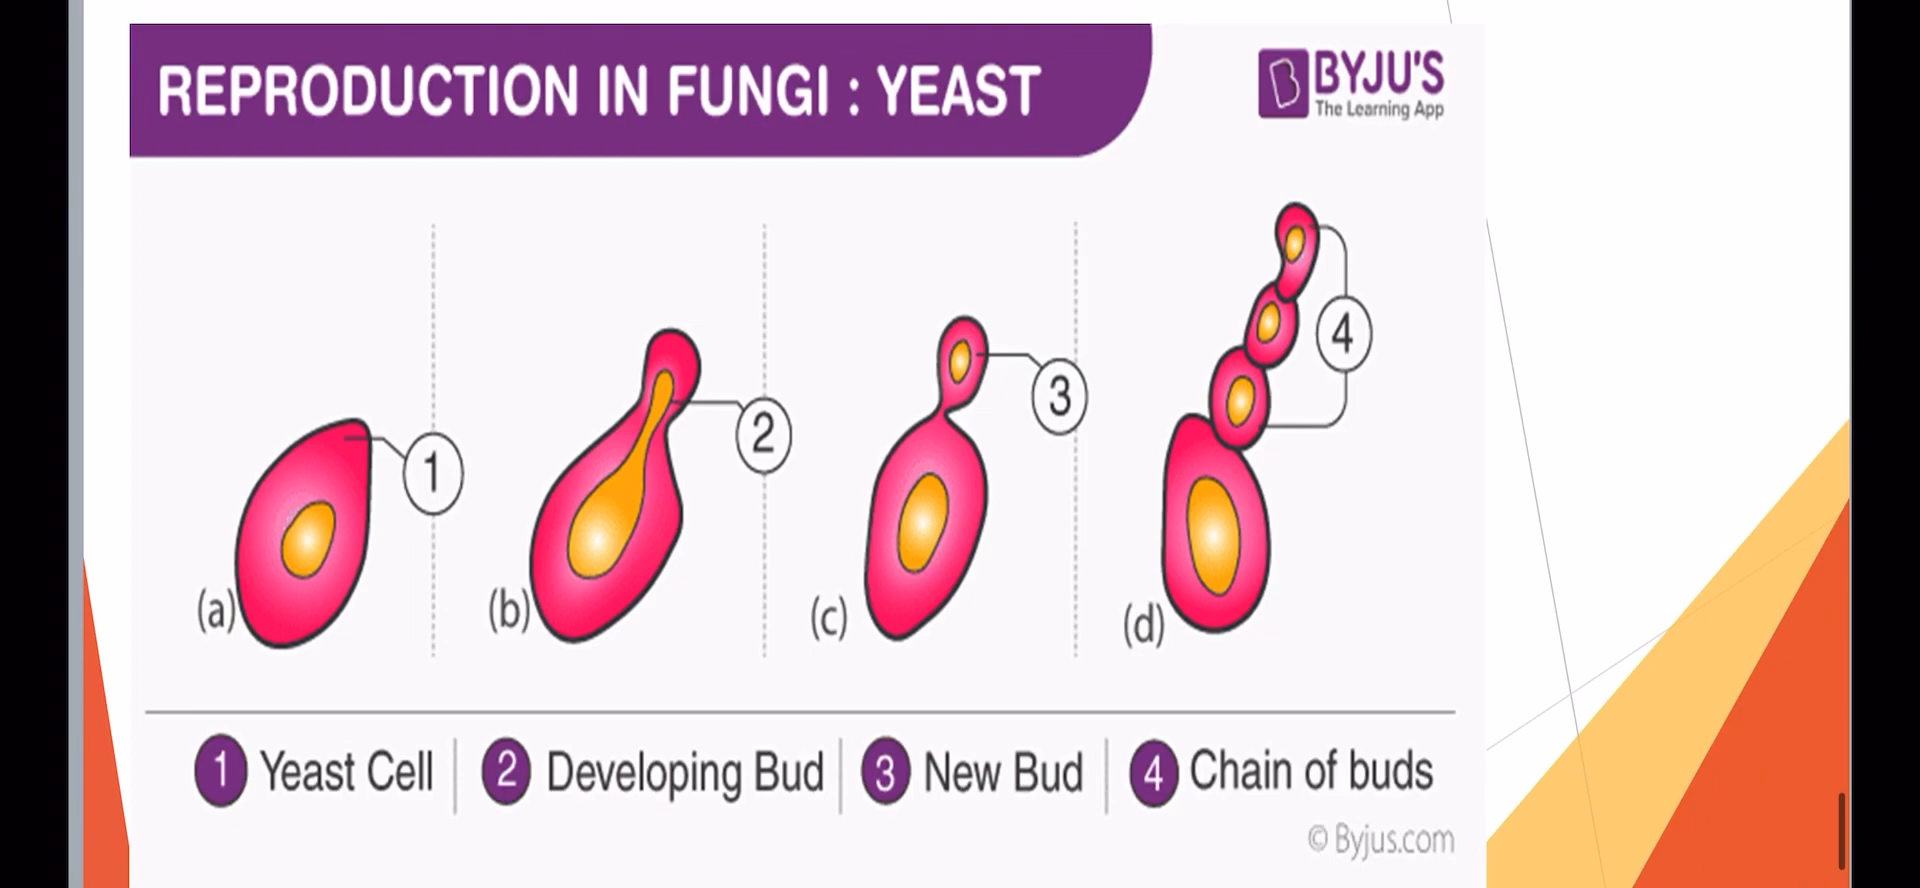 REPRODUCTION IN FUNGI : YEAST
BYJU'S
The Learning App
1
2
3
4
(a)
(b)
(c)
(d)
1 Yeast Cell
2 Developing Bud
3 New Bud
4 Chain of buds
© Byjus.com